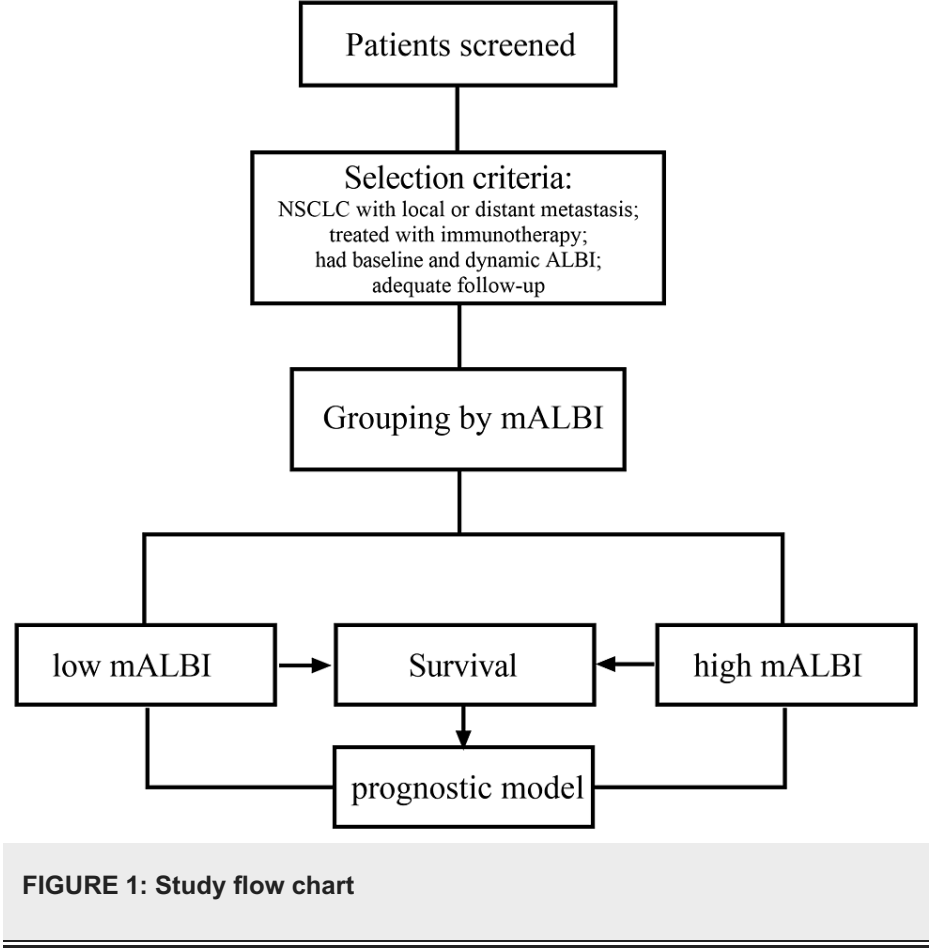 Patients screened
Selection criteria:
NSCLC with local or distant metastasis;
treated with immunotherapy;
had baseline and dynamic ALBI;
adequate follow-up
Grouping by mALBI
low mALBI
Survival
high mALBI
prognostic model
FIGURE 1: Study flow chart